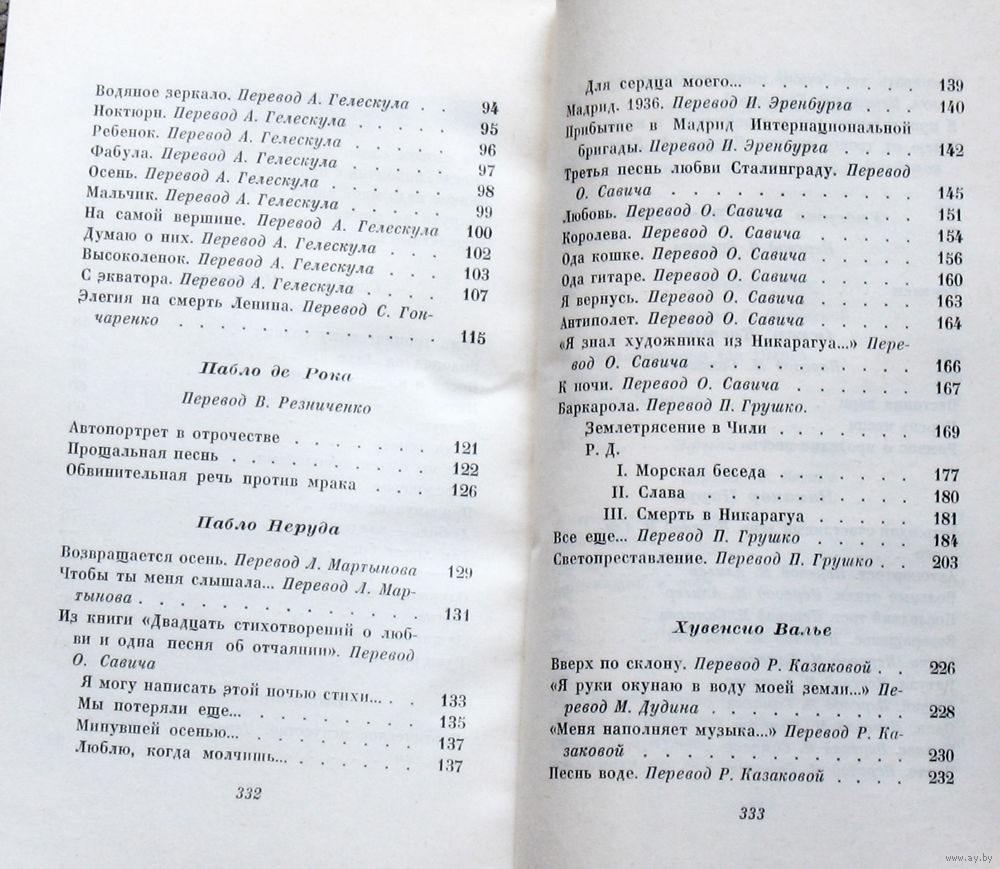 Водяное зеркало. Перевод А. Гелескула . . 94
Ноктюрн. Перевод А. Гелескула . . . . . 95
Ребенок. Перевод А. Гелескула . . . . . 96
Фабула. Перевод А. Гелескула . . . . . 97
Осень. Перевод А. Гелескула . . . . . . 98
Мальчик. Перевод А. Гелескула . . . . . 99
На самой вершине. Перевод А. Гелескула 100
Думаю о них. Перевод А. Гелескула . . . 102
Высоколенок. Перевод А. Гелескула . . . 103
С экватора. Перевод А. Гелескула . . . . 107
Элегия на смерть Ленина. Перевод С. Гон-
чаренко . . . . . . . . . . . 115
Пабло де Рока
Перевод В. Резниченко
Автопортрет в отрочестве . . . . . . . 121
Прощальная песнь . . . . . . . . . 122
Обвинительная речь против мрака . . . . 126
Пабло Неруда
Возвращается осень. Перевод Л. Мартынова 129
Чтобы ты меня слышала... Перевод Л. Мар-
тынова . . . . . . . . . . . . 131
Из книги «Двадцать стихотворений о люб-
ви и одна песня об отчаянии». Перевод
О. Савича
Я могу написать этой ночью стихи... . . 133
Мы потеряли еще... . . . . . . . . 135
Минувшей осенью... . . . . . . . . 137
Люблю, когда молчишь... . . . . . . 137
332
Для сердца моего... . . . . . . . . 139
Мадрид. 1936. Перевод И. Эренбурга . . . 140
Прибытие в Мадрид Интернациональной
бригады. Перевод И. Эренбурга . . . . 142
Третья песнь любви Сталинграду. Перевод
О. Савича . . . . . . . . . . . 145
Любовь. Перевод О. Савича . . . . . . 151
Королева. Перевод О. Савича . . . . . 154
Ода кошке. Перевод О. Савича . . . . . 156
Ода гитаре. Перевод О. Савича . . . . . 160
Я вернусь. Перевод О. Савича . . . . . 163
Антиполет. Перевод О. Савича . . . . . 164
«Я знал художника из Никарагуа...» Пере-
вод О. Савича . . . . . . . . . . 166
К ночи. Перевод О. Савича . . . . . . 167
Баркарола. Перевод П. Грушко.
Землетрясение в Чили . . . . . . . 169
Р. Д.
I. Морская беседа . . . . . . . 177
II. Слава . . . . . . . . . . 180
III. Смерть в Никарагуа . . . . . 181
Все еще... Перевод П. Грушко . . . . . 184
Светопреставление. Перевод П. Грушко . . 203
Хувенсио Валье
Вверх по склону. Перевод Р. Казаковой . . 226
«Я руки окунаю в воду моей земли...» Пе-
ревод М. Дудина . . . . . . . . . 228
«Меня наполняет музыка...» Перевод Р. Ка-
заковой . . . . . . . . . . . . 230
Песнь воде. Перевод Р. Казаковой . . . . 232
333
www.ay.by